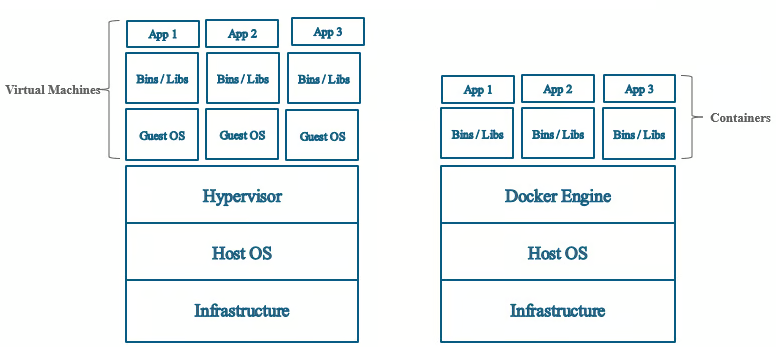 App 1
App 2
App 3
Virtual Machines
Bins / Libs
Bins / Libs
Bins / Libs
Guest OS
Guest OS
Guest OS
Hypervisor
Host OS
Infrastructure
App 1
App 2
App 3
Containers
Bins / Libs
Bins / Libs
Bins / Libs
Docker Engine
Host OS
Infrastructure